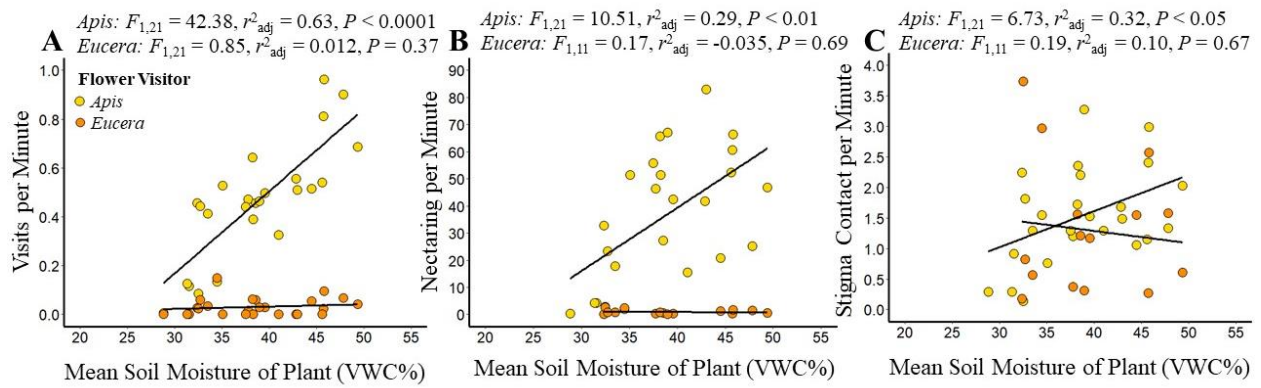 Apis: F1,21 = 42.38, r2adj = 0.63, P < 0.0001
Eucera: F1,21 = 0.85, r2adj = 0.012, P = 0.37
A
Visits per Minute
1.0
0.8
0.6
0.4
0.2
0.0
Flower Visitor
Apis
Eucera
20 25 30 35 40 45 50 55
Mean Soil Moisture of Plant (VWC%)
Apis: F1,21 = 10.51, r2adj = 0.29, P < 0.01
Eucera: F1,11 = 0.17, r2adj = -0.035, P = 0.69
B
Nectaring per Minute
90
80
70
60
50
40
30
20
10
0
20 25 30 35 40 45 50 55
Mean Soil Moisture of Plant (VWC%)
Apis: F1,21 = 6.73, r2adj = 0.32, P < 0.05
Eucera: F1,11 = 0.19, r2adj = 0.10, P = 0.67
C
Stigma Contact per Minute
4.0
3.5
3.0
2.5
2.0
1.5
1.0
0.5
0.0
20 25 30 35 40 45 50 55
Mean Soil Moisture of Plant (VWC%)